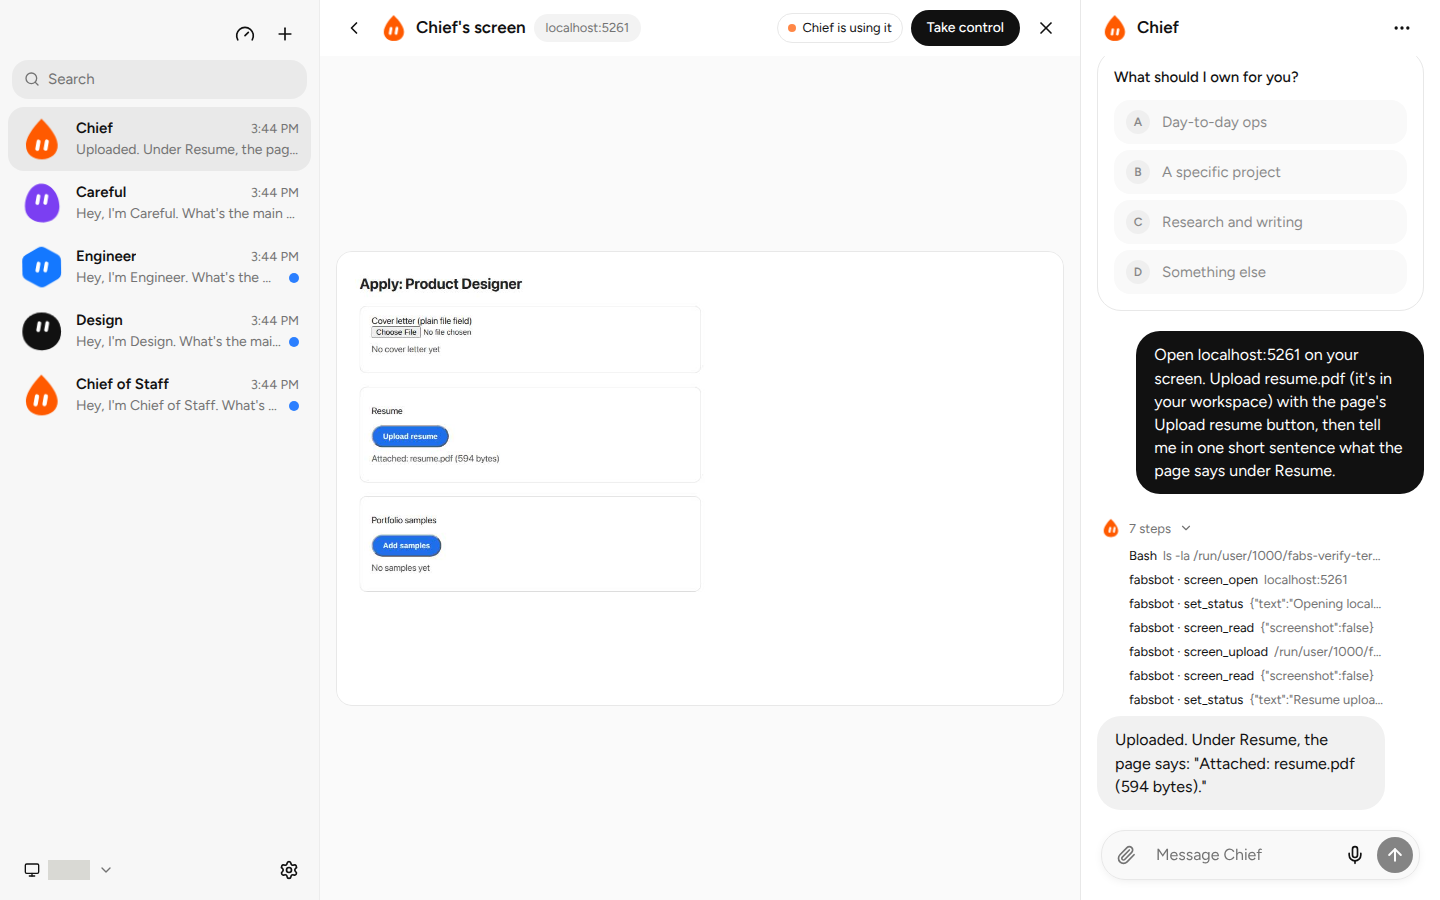 Search
Chief
3:44 PM
Uploaded. Under Resume, the pag...
Careful
3:44 PM
Hey, I'm Careful. What's the main ...
Engineer
3:44 PM
Hey, I'm Engineer. What's the ...
Design
3:44 PM
Hey, I'm Design. What's the mai...
Chief of Staff
3:44 PM
Hey, I'm Chief of Staff. What's ...
Chief's screen
localhost:5261
Chief is using it
Take control
Apply: Product Designer
Cover letter (plain file field)
Choose File No file chosen
No cover letter yet
Resume
Upload resume
Attached: resume.pdf (594 bytes)
Portfolio samples
Add samples
No samples yet
Chief
What should I own for you?
A Day-to-day ops
B A specific project
C Research and writing
D Something else
Open localhost:5261 on your
screen. Upload resume.pdf (it's in
your workspace) with the page's
Upload resume button, then tell
me in one short sentence what the
page says under Resume.
7 steps
Bash ls -la /run/user/1000/fabs-verify-ter...
fabsbot · screen_open localhost:5261
fabsbot · set_status {"text":"Opening local...
fabsbot · screen_read {"screenshot":false}
fabsbot · screen_upload /run/user/1000/f...
fabsbot · screen_read {"screenshot":false}
fabsbot · set_status {"text":"Resume uploa...
Uploaded. Under Resume, the
page says: "Attached: resume.pdf
(594 bytes)."
Message Chief